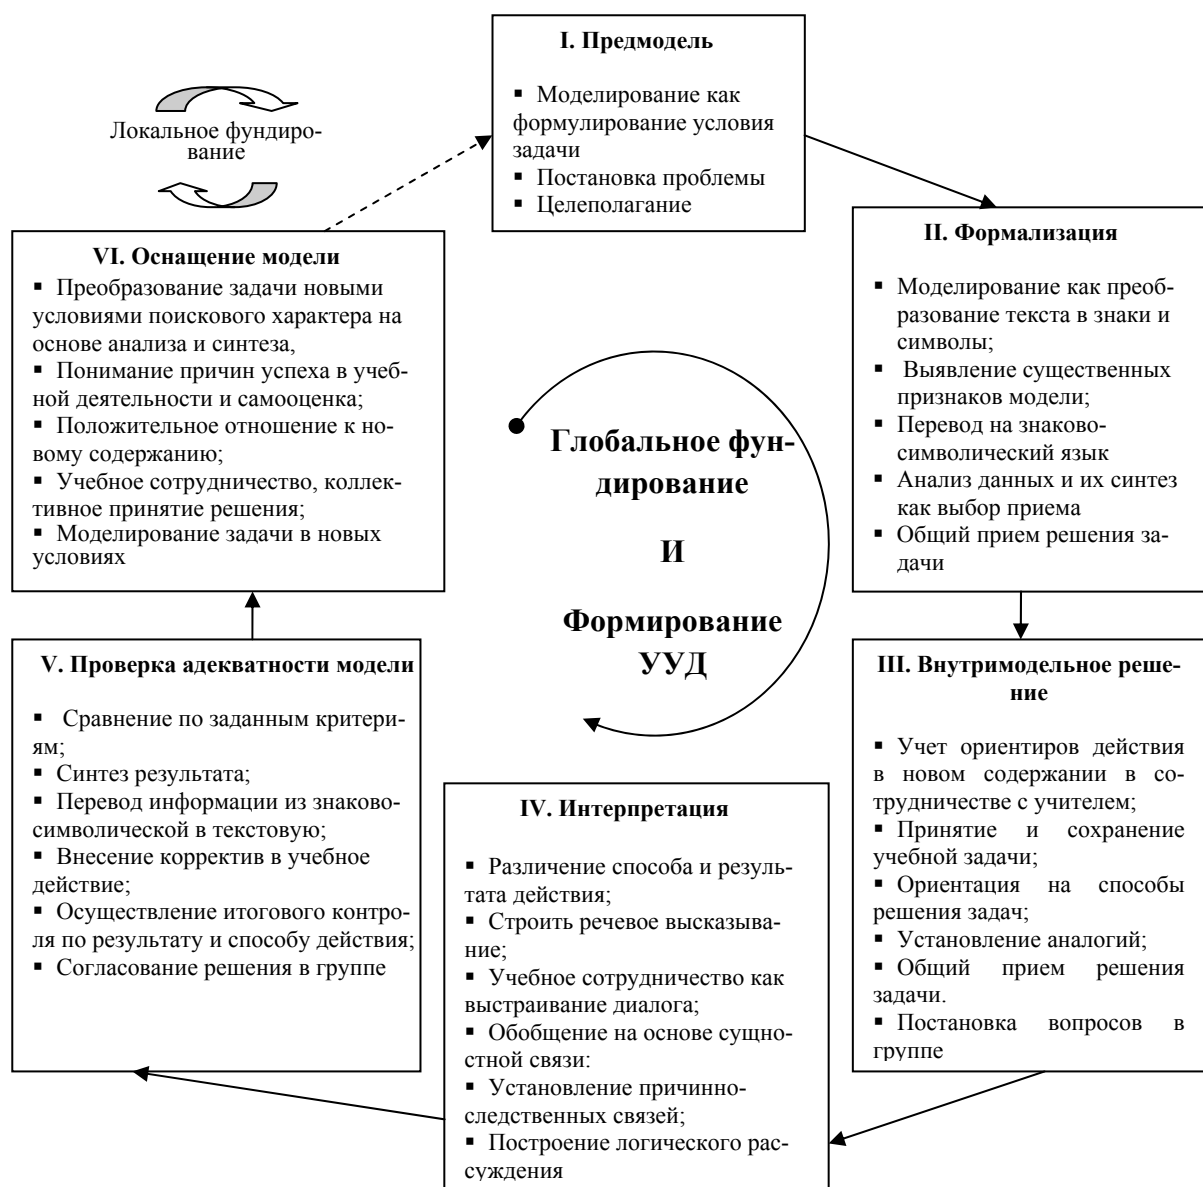 I. Предмодель
▪ Моделирование как
формулирование условия
задачи
▪ Постановка проблемы
▪ Целеполагание
Локальное фундиро-
вание
II. Формализация
▪ Моделирование как преоб-
разование текста в знаки и
символы;
▪ Выявление существенных
признаков модели;
▪ Перевод на знаково-
символический язык
▪ Анализ данных и их синтез
как выбор приема
▪ Общий прием решения за-
дачи
III. Внутримодельное реше-
ние
▪ Учет ориентиров действия
в новом содержании в со-
трудничестве с учителем;
▪ Принятие и сохранение
учебной задачи;
▪ Ориентация на способы
решения задач;
▪ Установление аналогий;
▪ Общий прием решения
задачи.
▪ Постановка вопросов в
группе
IV. Интерпретация
▪ Различение способа и резуль-
тата действия;
▪ Строить речевое высказыва-
ние;
▪ Учебное сотрудничество как
выстраивание диалога;
▪ Обобщение на основе сущно-
стной связи:
▪ Установление причинно-
следственных связей;
▪ Построение логического рас-
суждения
V. Проверка адекватности модели
▪ Сравнение по заданным критери-
ям;
▪ Синтез результата;
▪ Перевод информации из знаково-
символической в текстовую;
▪ Внесение корректив в учебное
действие;
▪ Осуществление итогового контро-
ля по результату и способу действия;
▪ Согласование решения в группе
VI. Оснащение модели
▪ Преобразование задачи новыми
условиями поискового характера на
основе анализа и синтеза,
▪ Понимание причин успеха в учеб-
ной деятельности и самооценка;
▪ Положительное отношение к но-
вому содержанию;
▪ Учебное сотрудничество, коллек-
тивное принятие решения;
▪ Моделирование задачи в новых
условиях
Глобальное фун-
дирование
И
Формирование
УУД